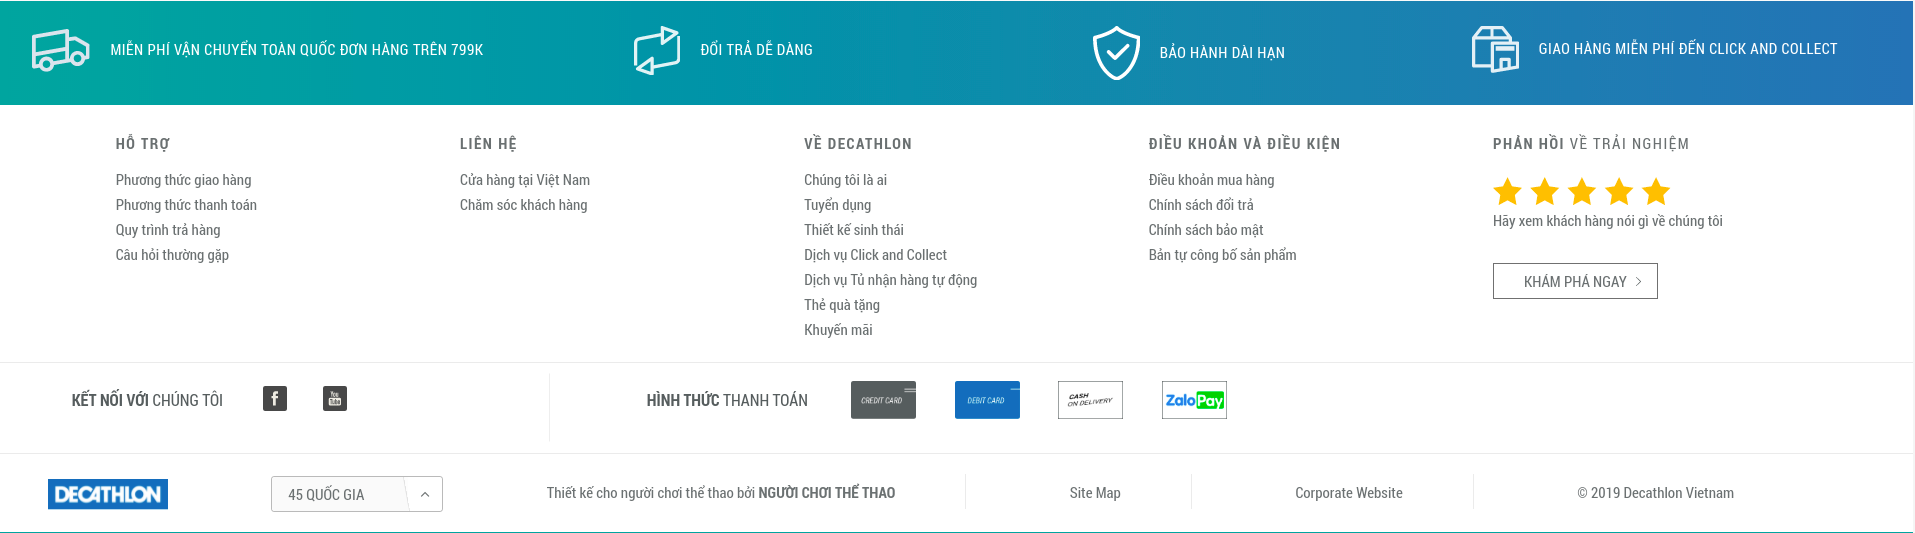 MIỄN PHÍ VẬN CHUYỂN TOÀN QUỐC ĐƠN HÀNG TRÊN 799K
ĐỔI TRẢ DỄ DÀNG
BẢO HÀNH DÀI HẠN
GIAO HÀNG MIỄN PHÍ ĐẾN CLICK AND COLLECT
HỖ TRỢ
Phương thức giao hàng
Phương thức thanh toán
Quy trình trả hàng
Câu hỏi thường gặp
LIÊN HỆ
Cửa hàng tại Việt Nam
Chăm sóc khách hàng
VỀ DECATHLON
Chúng tôi là ai
Tuyển dụng
Thiết kế sinh thái
Dịch vụ Click and Collect
Dịch vụ Tủ nhận hàng tự động
Thẻ quà tặng
Khuyến mãi
ĐIỀU KHOẢN VÀ ĐIỀU KIỆN
Điều khoản mua hàng
Chính sách đổi trả
Chính sách bảo mật
Bản tự công bố sản phẩm
PHẢN HỒI VỀ TRẢI NGHIỆM
Hãy xem khách hàng nói gì về chúng tôi
KHÁM PHÁ NGAY
KẾT NỐI VỚI CHÚNG TÔI
f
You Tube
HÌNH THỨC THANH TOÁN
CREDIT CARD
DEBIT CARD
CASH
ON DELIVERY
ZaloPay
DECATHLON
45 QUỐC GIA
Thiết kế cho người chơi thể thao bởi NGƯỜI CHƠI THỂ THAO
Site Map
Corporate Website
© 2019 Decathlon Vietnam